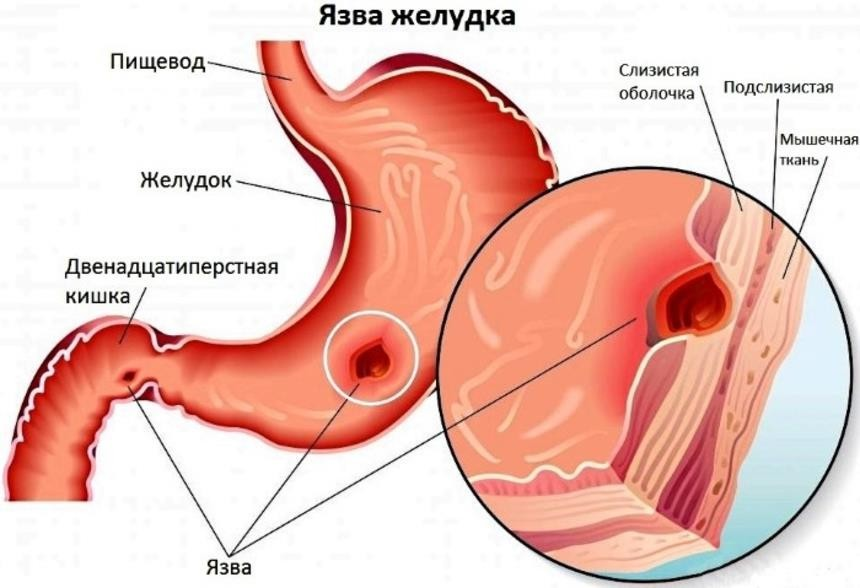 Язва желудка
Пищевод
Слизистая
оболочка
Подслизистая
Мышечная
ткань
Желудок
Двенадцатиперстная
кишка
Язва